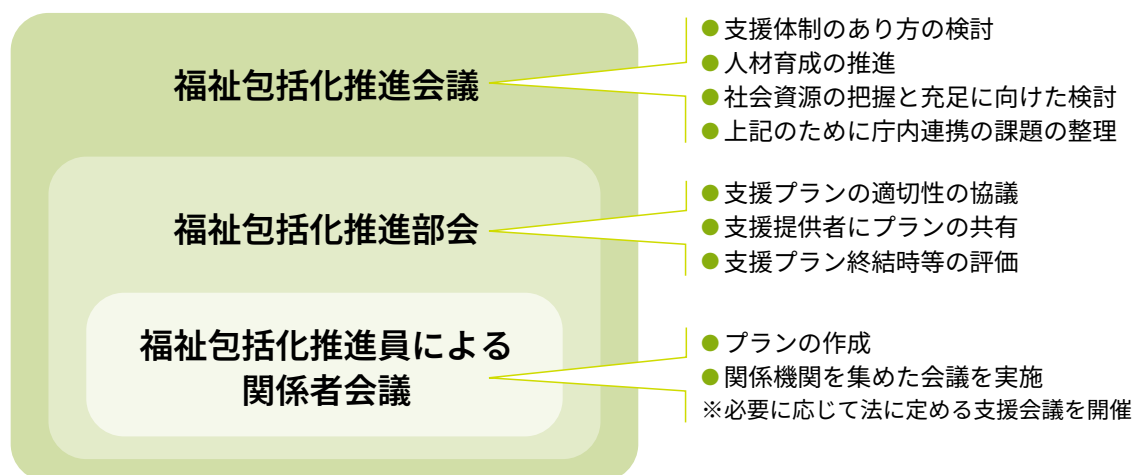 福祉包括化推進会議
●支援体制のあり方の検討
●人材育成の推進
●社会資源の把握と充足に向けた検討
●上記のために庁内連携の課題の整理
福祉包括化推進部会
●支援プランの適切性の協議
●支援提供者にプランの共有
●支援プラン終結時等の評価
福祉包括化推進員による
関係者会議
●プランの作成
●関係機関を集めた会議を実施
※必要に応じて法に定める支援会議を開催